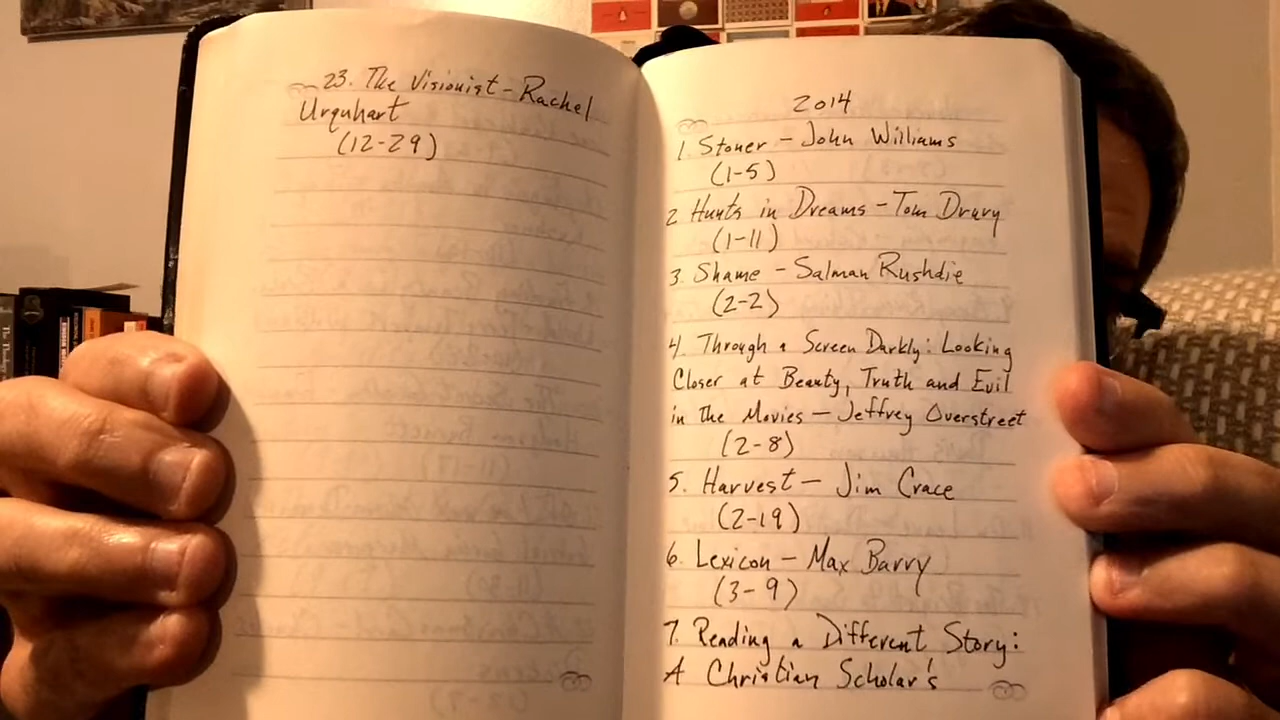 23. The Visionist - Rachel
Urquhart
(12-29)
2014
1. Stoner - John Williams
(1-5)
2 Hunts in Dreams - Tom Drury
(1-11)
3. Shame - Salman Rushdie
(2-2)
4. Through a Screen Darkly: Looking
Closer at Beauty, Truth and Evil
in the Movies - Jeffrey Overstreet
(2-8)
5. Harvest - Jim Crace
(2-19)
6. Lexicon - Max Barry
(3-9)
7. Reading a Different Story:
A Christian Scholar's